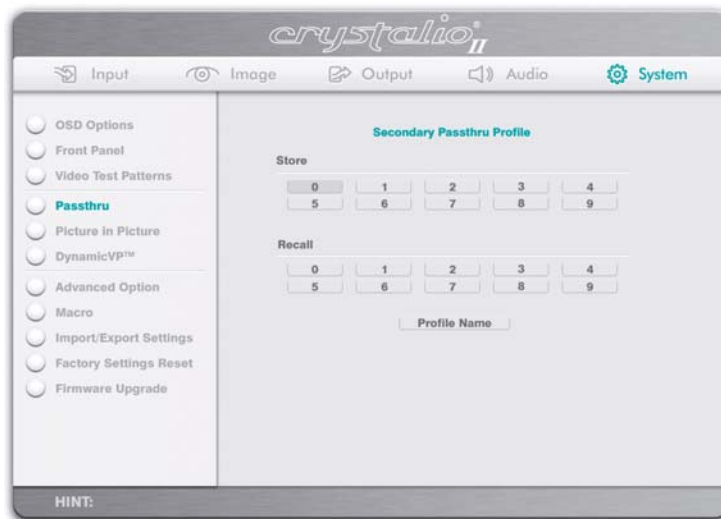 crystalio® II
Input Image Output Audio System
OSD Options
Front Panel
Video Test Patterns
Passthru
Picture in Picture
DynamicVP™
Advanced Option
Macro
Import/Export Settings
Factory Settings Reset
Firmware Upgrade
Secondary Passthru Profile
Store
0 1 2 3 4
5 6 7 8 9
Recall
0 1 2 3 4
5 6 7 8 9
Profile Name
HINT: